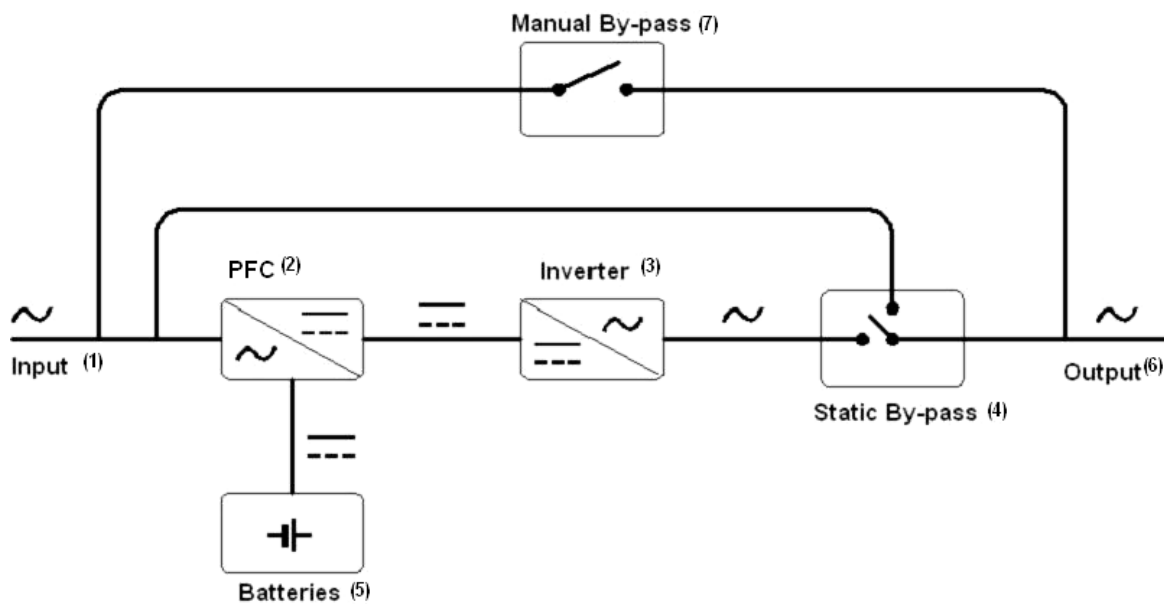 Manual By-pass (7)
PFC (2)
Inverter (3)
Input (1)
Output(6)
Static By-pass (4)
Batteries (5)